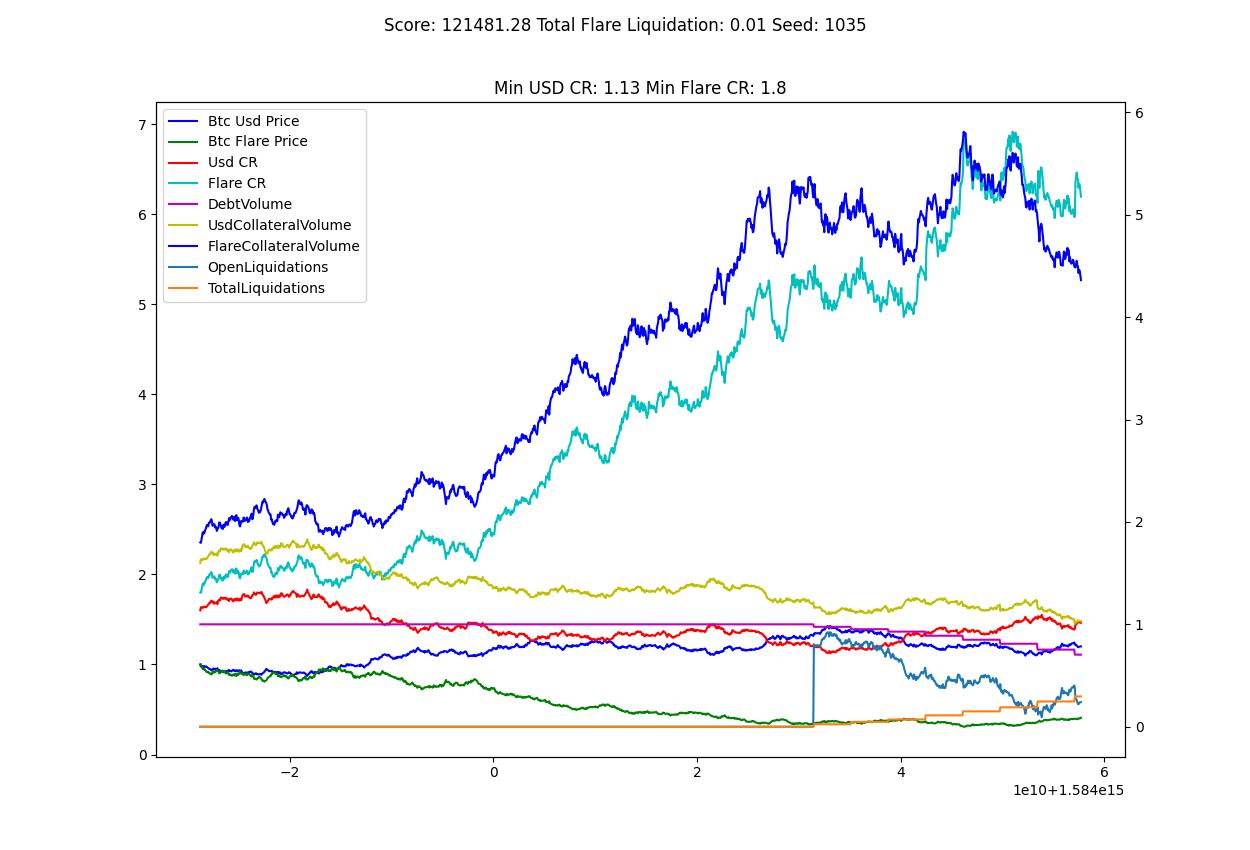 Score: 121481.28 Total Flare Liquidation: 0.01 Seed: 1035
Min USD CR: 1.13 Min Flare CR: 1.8
Btc Usd Price
Btc Flare Price
Usd CR
Flare CR
DebtVolume
UsdCollateralVolume
FlareCollateralVolume
OpenLiquidations
TotalLiquidations
7
6
5
4
3
2
1
0
6
5
4
3
2
1
0
−2 0 2 4 6
1e10+1.584e15